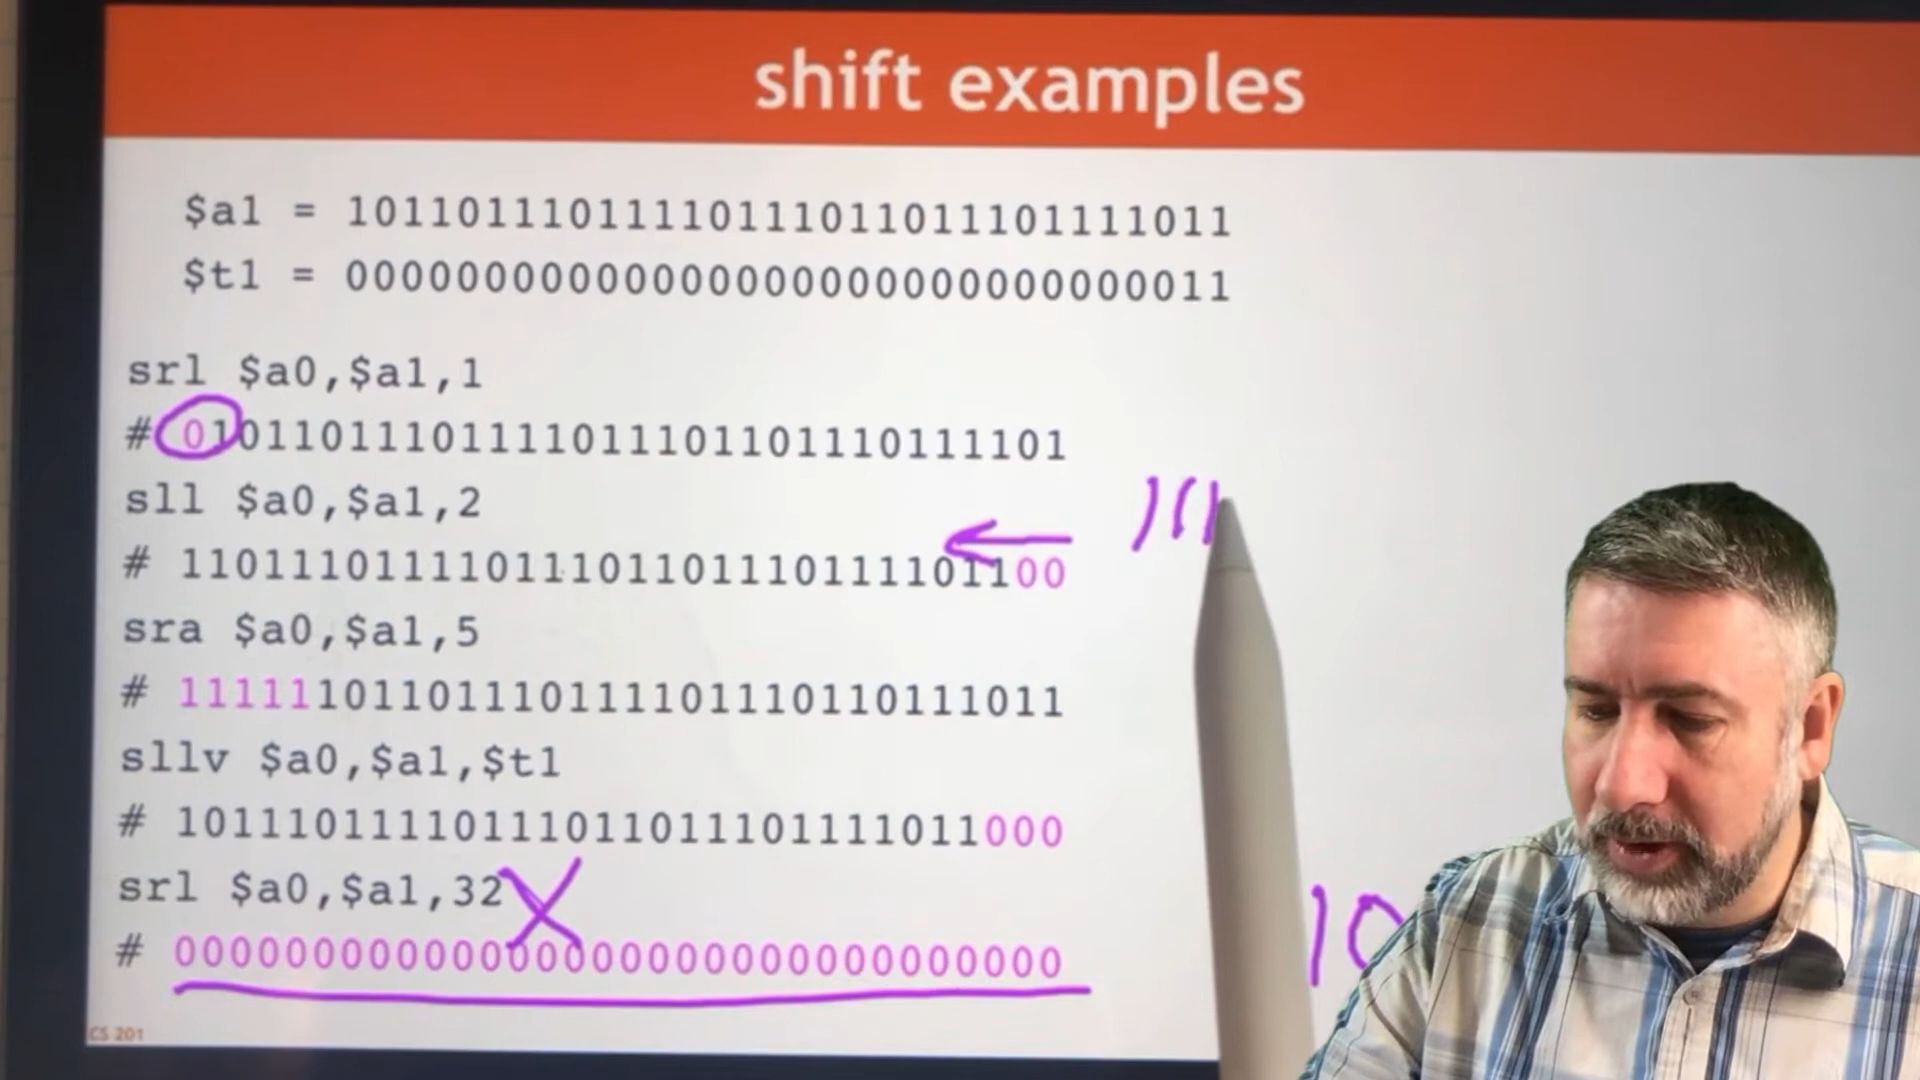 shift examples
$a1 = 10110111011110111011011101111011
$t1 = 00000000000000000000000000000011
srl $a0,$a1,1
# 01011011101111011101101110111101
sll $a0,$a1,2
# 11011101111011101101110111101100
sra $a0,$a1,5
# 11111101101110111101110110111011
sllv $a0,$a1,$t1
# 10111011110111011011101111011000
srl $a0,$a1,32
# 00000000000000000000000000000000
10
CS 201